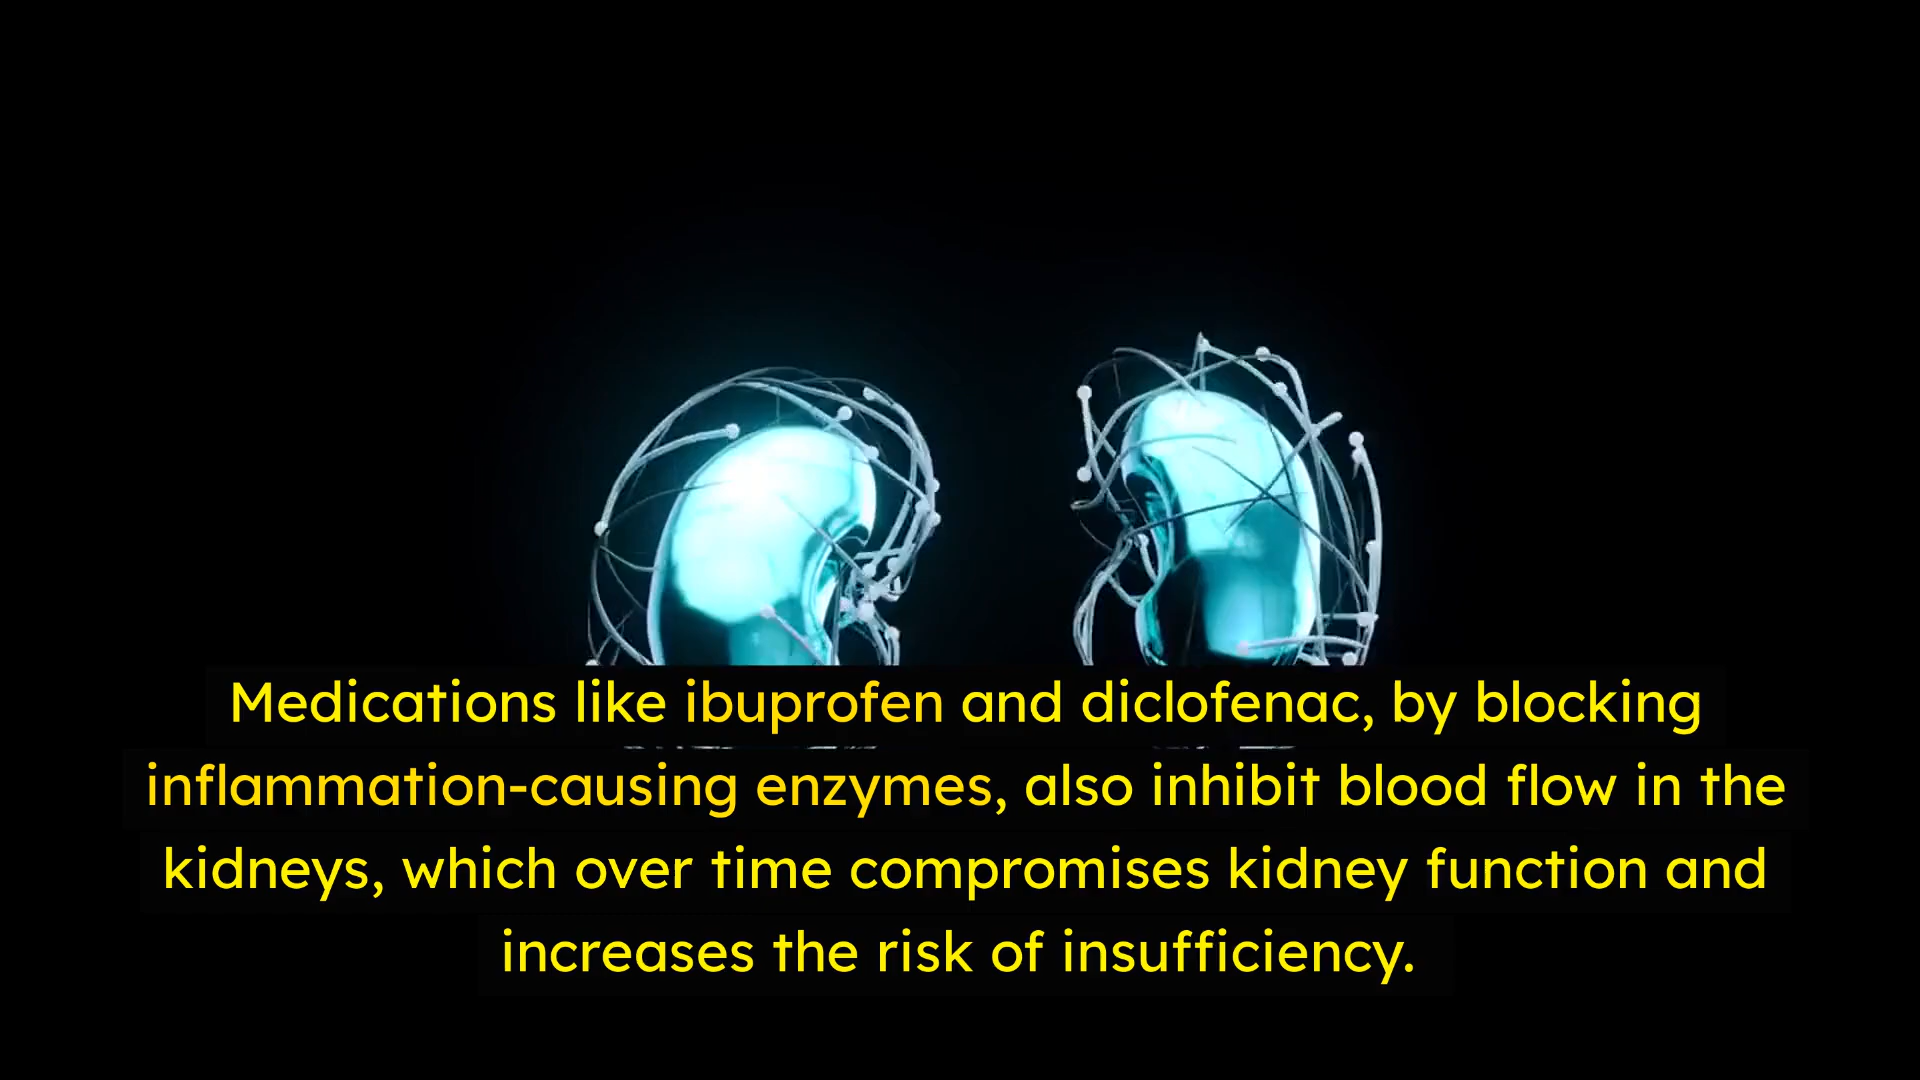 Medications like ibuprofen and diclofenac, by blocking
inflammation-causing enzymes, also inhibit blood flow in the
kidneys, which over time compromises kidney function and
increases the risk of insufficiency.